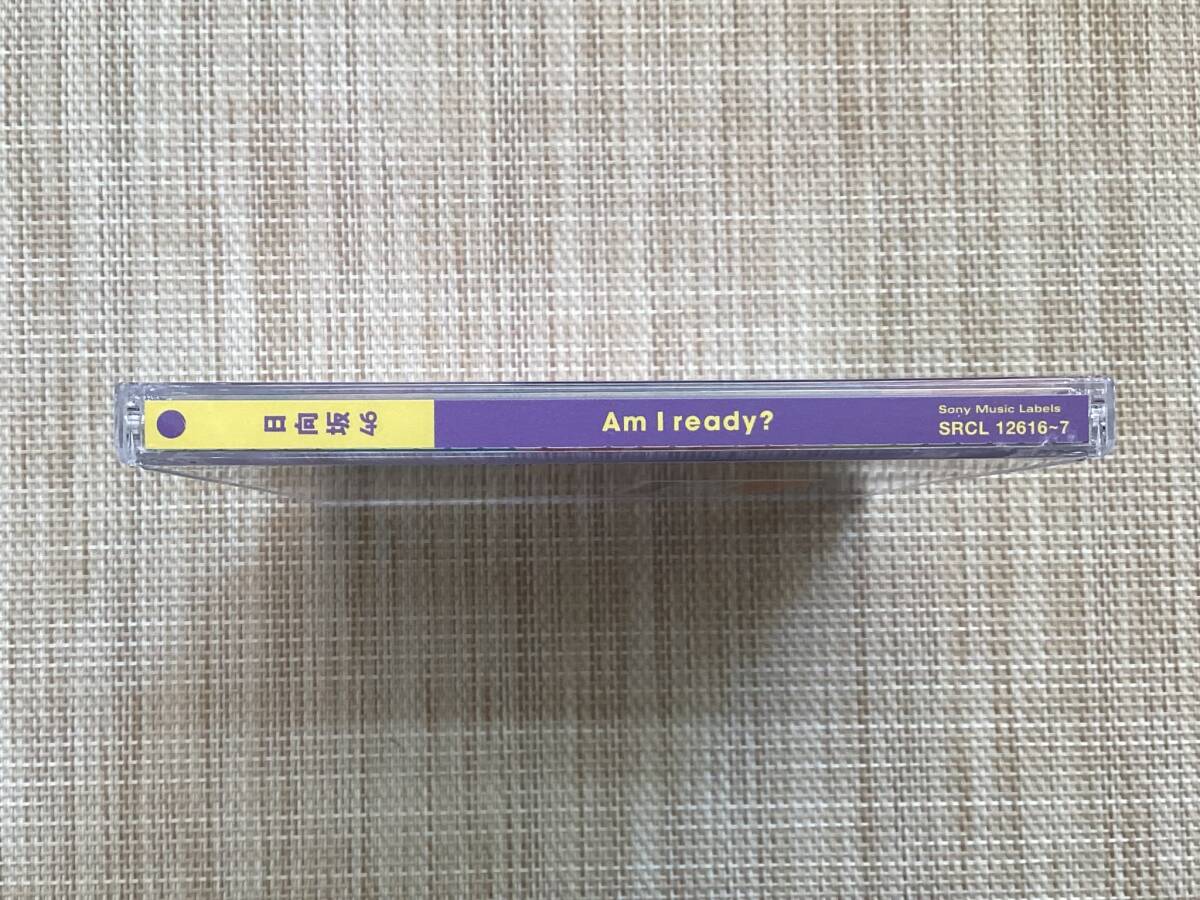 日向坂46
Am I ready?
Sony Music Labels
SRCL 12616~7